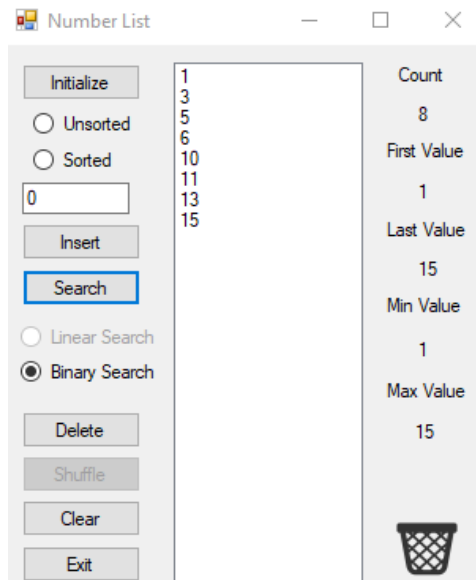 Number List
Initialize
Unsorted
Sorted
0
Insert
Search
Linear Search
Binary Search
Delete
Shuffle
Clear
Exit
1
3
5
6
10
11
13
15
Count
8
First Value
1
Last Value
15
Min Value
1
Max Value
15